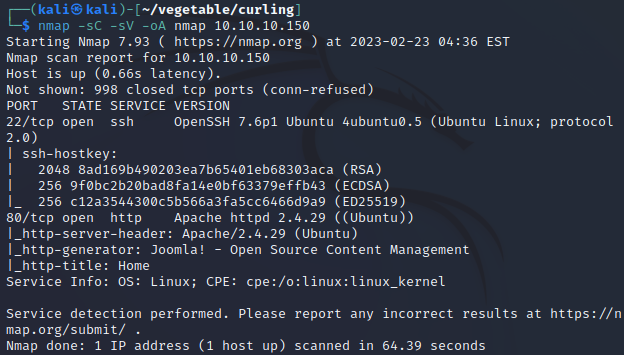 ┌──(kali㉿kali)-[~/vegetable/curling]
└─$ nmap -sC -sV -oA nmap 10.10.10.150
Starting Nmap 7.93 ( https://nmap.org ) at 2023-02-23 04:36 EST
Nmap scan report for 10.10.10.150
Host is up (0.66s latency).
Not shown: 998 closed tcp ports (conn-refused)
PORT   STATE SERVICE VERSION
22/tcp open  ssh     OpenSSH 7.6p1 Ubuntu 4ubuntu0.5 (Ubuntu Linux; protocol
2.0)
| ssh-hostkey:
|   2048 8ad169b490203ea7b65401eb68303aca (RSA)
|   256 9f0bc2b20bad8fa14e0bf63379effb43 (ECDSA)
|_  256 c12a3544300c5b566a3fa5cc6466d9a9 (ED25519)
80/tcp open  http    Apache httpd 2.4.29 ((Ubuntu))
|_http-server-header: Apache/2.4.29 (Ubuntu)
|_http-generator: Joomla! - Open Source Content Management
|_http-title: Home
Service Info: OS: Linux; CPE: cpe:/o:linux:linux_kernel

Service detection performed. Please report any incorrect results at https://n
map.org/submit/ .
Nmap done: 1 IP address (1 host up) scanned in 64.39 seconds